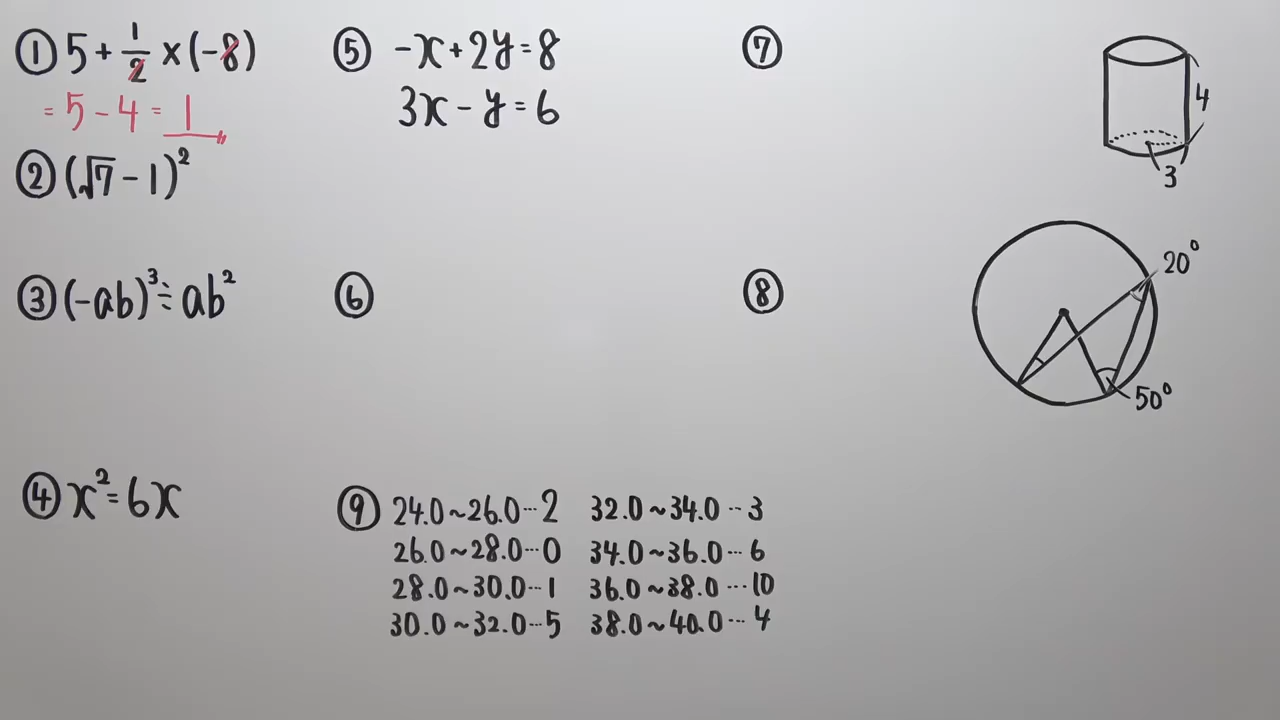 ① 5 + 1/2 × (-8)
= 5 - 4 = 1
② (√7 - 1)²
③ (-ab)³ ÷ ab²
④ x² = 6x
⑤ -x + 2y = 8
3x - y = 6
⑥
⑦
4
3
⑧
20°
50°
⑨ 24.0~26.0…2 32.0~34.0…3
26.0~28.0…0 34.0~36.0…6
28.0~30.0…1 36.0~38.0…10
30.0~32.0…5 38.0~40.0…4